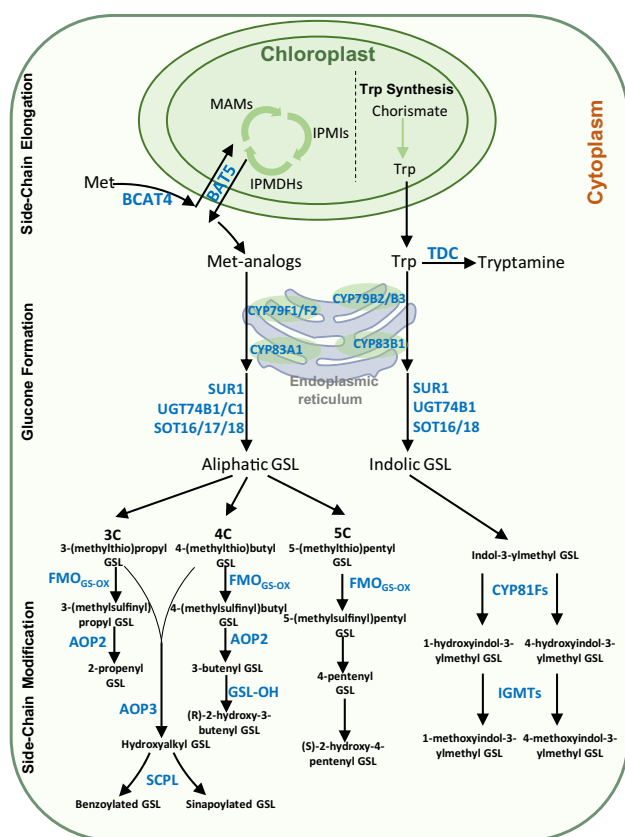 Side-Chain Elongation
Glucone Formation
Side-Chain Modification
Cytoplasm
Chloroplast
MAMs
IPMIs
IPMDHs
Trp Synthesis
Chorismate
Trp
Met
BCAT4
BAT5
Met-analogs
Trp
TDC
Tryptamine
CYP79F1/F2
CYP79B2/B3
CYP83A1
CYP83B1
Endoplasmic
reticulum
SUR1
UGT74B1/C1
SOT16/17/18
SUR1
UGT74B1
SOT16/18
Aliphatic GSL
Indolic GSL
3C
3-(methylthio)propyl
GSL
FMOGS-OX
3-(methylsulfinyl)
propyl GSL
AOP2
2-propenyl
GSL
4C
4-(methylthio)butyl
GSL
FMOGS-OX
4-(methylsulfinyl)butyl
GSL
AOP2
3-butenyl GSL
GSL-OH
(R)-2-hydroxy-3-
butenyl GSL
AOP3
Hydroxyalkyl GSL
SCPL
Benzoylated GSL
Sinapoylated GSL
5C
5-(methylthio)pentyl
GSL
FMOGS-OX
5-(methylsulfinyl)pentyl
GSL
4-pentenyl
GSL
(S)-2-hydroxy-4-
pentenyl GSL
Indol-3-ylmethyl GSL
CYP81Fs
1-hydroxyindol-3-
ylmethyl GSL
4-hydroxyindol-3-
ylmethyl GSL
IGMTs
1-methoxyindol-3-
ylmethyl GSL
4-methoxyindol-3-
ylmethyl GSL